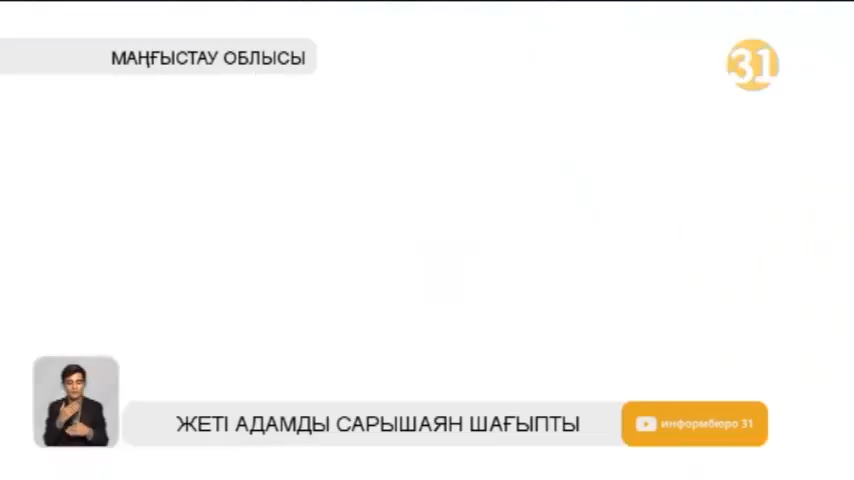 МАҢҒЫСТАУ ОБЛЫСЫ
31
ЖЕТІ АДАМДЫ САРЫШАЯН ШАҒЫПТЫ
информбюро 31